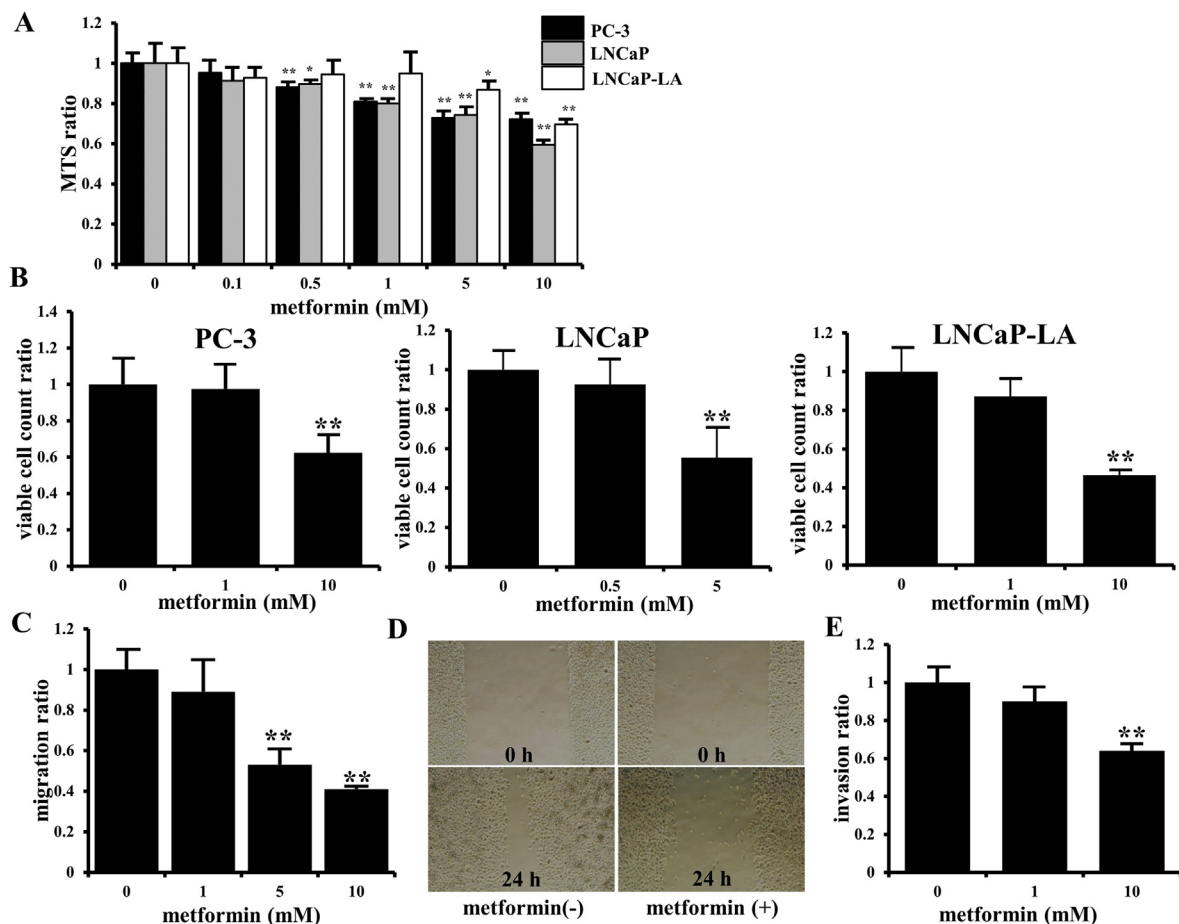 A
1.2
1
0.8
0.6
0.4
0.2
0
MTS ratio
** *
** **
** ** *
** ** **
PC-3
LNCaP
LNCaP-LA
0 0.1 0.5 1 5 10
metformin (mM)
B
1.4
1.2
1
0.8
0.6
0.4
0.2
0
viable cell count ratio
PC-3
**
0 1 10
metformin (mM)
1.2
1
0.8
0.6
0.4
0.2
0
viable cell count ratio
LNCaP
**
0 0.5 5
metformin (mM)
1.2
1
0.8
0.6
0.4
0.2
0
viable cell count ratio
LNCaP-LA
**
0 1 10
metformin (mM)
C
1.2
1
0.8
0.6
0.4
0.2
0
migration ratio
**
**
0 1 5 10
metformin (mM)
D
0 h 0 h
24 h 24 h
metformin(-) metformin (+)
E
1.2
1
0.8
0.6
0.4
0.2
0
invasion ratio
**
0 1 10
metformin (mM)